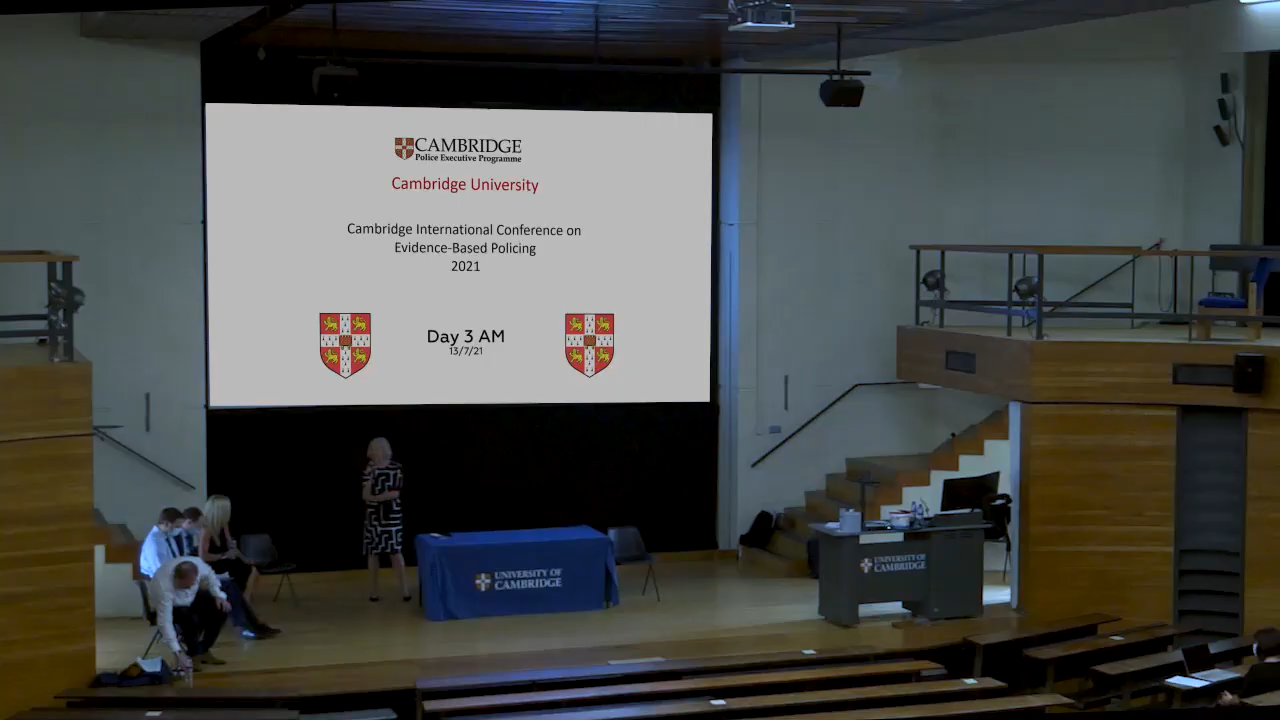 CAMBRIDGE
Police Executive Programme
Cambridge University
Cambridge International Conference on
Evidence-Based Policing
2021
Day 3 AM
13/7/21
UNIVERSITY OF
CAMBRIDGE
UNIVERSITY OF
CAMBRIDGE